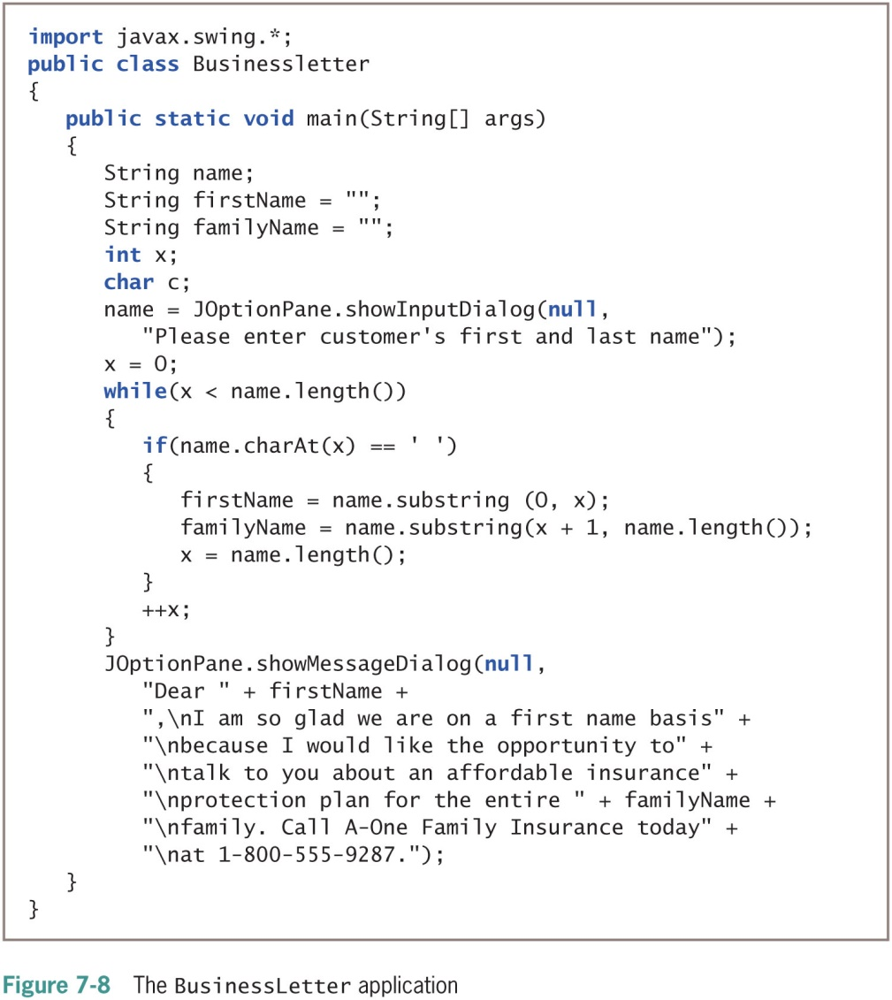 import javax.swing.*;
public class Businessletter
{
   public static void main(String[] args)
   {
      String name;
      String firstName = "";
      String familyName = "";
      int x;
      char c;
      name = JOptionPane.showInputDialog(null,
         "Please enter customer's first and last name");
      x = 0;
      while(x < name.length())
      {
         if(name.charAt(x) == ' ')
         {
            firstName = name.substring (0, x);
            familyName = name.substring(x + 1, name.length());
            x = name.length();
         }
         ++x;
      }
      JOptionPane.showMessageDialog(null,
         "Dear " + firstName +
         ",\nI am so glad we are on a first name basis" +
         "\nbecause I would like the opportunity to" +
         "\ntalk to you about an affordable insurance" +
         "\nprotection plan for the entire " + familyName +
         "\nfamily. Call A-One Family Insurance today" +
         "\nat 1-800-555-9287.");
   }
}
Figure 7-8 The BusinessLetter application